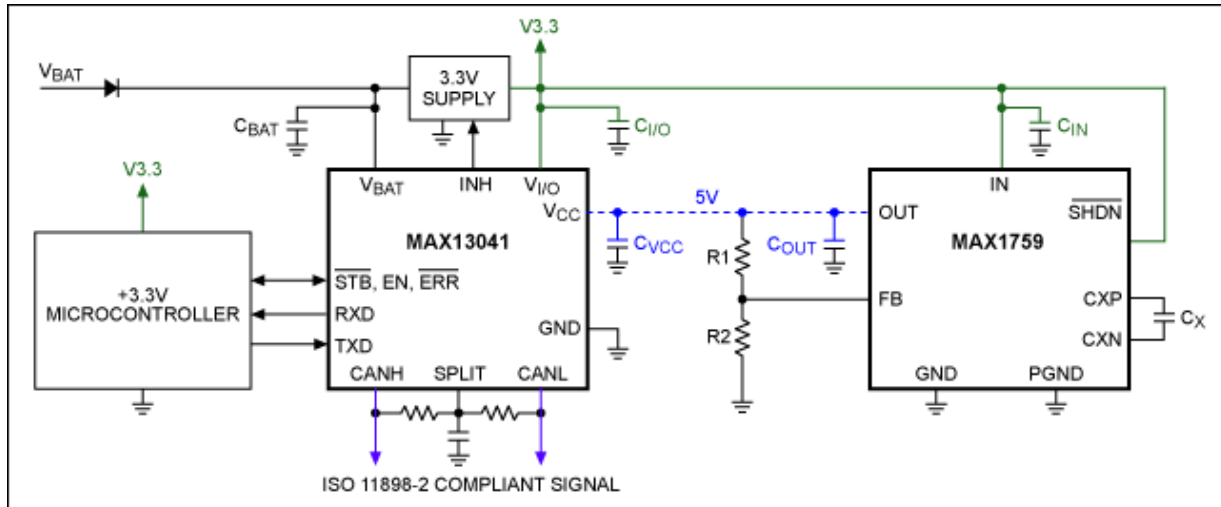 V3.3
VBAT
3.3V
SUPPLY
CBAT
CI/O
CIN
V3.3
VBAT
INH
VI/O
IN
VCC
5V
OUT
SHDN
MAX13041
CVCC
COUT
MAX1759
R1
+3.3V
MICROCONTROLLER
STB, EN, ERR
RXD
TXD
FB
CXP
CX
GND
R2
CXN
CANH
SPLIT
CANL
GND
PGND
ISO 11898-2 COMPLIANT SIGNAL